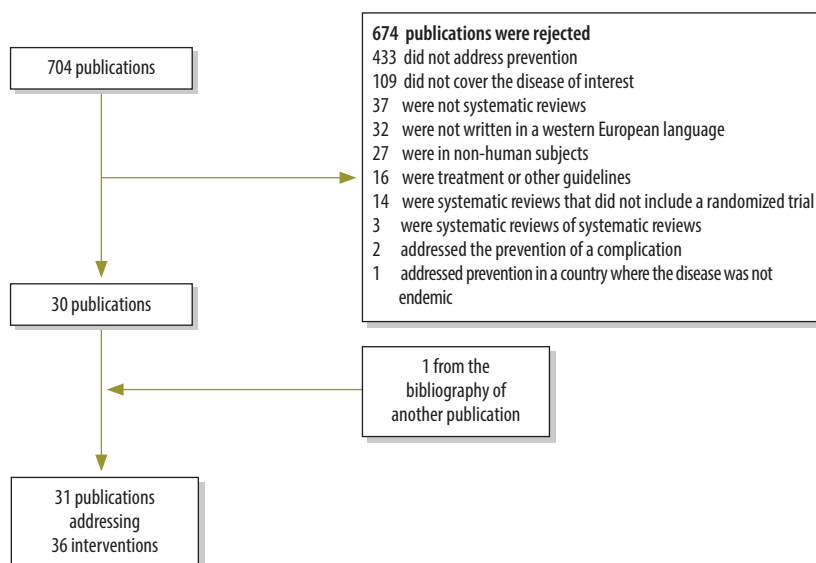 704 publications
674 publications were rejected
433 did not address prevention
109 did not cover the disease of interest
37 were not systematic reviews
32 were not written in a western European language
27 were in non-human subjects
16 were treatment or other guidelines
14 were systematic reviews that did not include a randomized trial
3 were systematic reviews of systematic reviews
2 addressed the prevention of a complication
1 addressed prevention in a country where the disease was not
endemic
30 publications
1 from the
bibliography of
another publication
31 publications
addressing
36 interventions